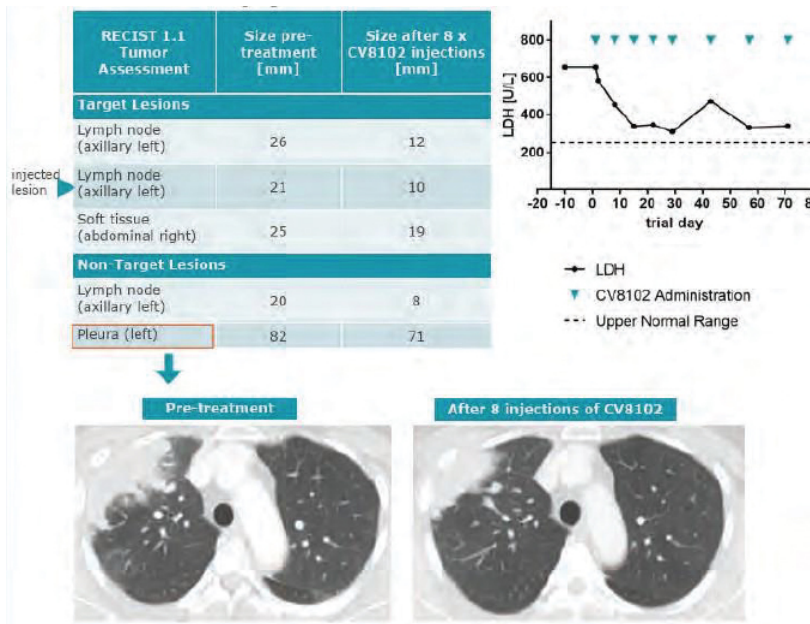 RECIST 1.1
Tumor
Assessment
Size pre-
treatment
[mm]
Size after 8 x
CV8102 injections
[mm]
Target Lesions
Lymph node
(axillary left)
26
12
injected
lesion
Lymph node
(axillary left)
21
10
Soft tissue
(abdominal right)
25
19
Non-Target Lesions
Lymph node
(axillary left)
20
8
Pleura (left)
82
71
LDH [U/L]
800
600
400
200
-20 -10 0 10 20 30 40 50 60 70 8
trial day
LDH
CV8102 Administration
Upper Normal Range
Pre-treatment
After 8 injections of CV8102